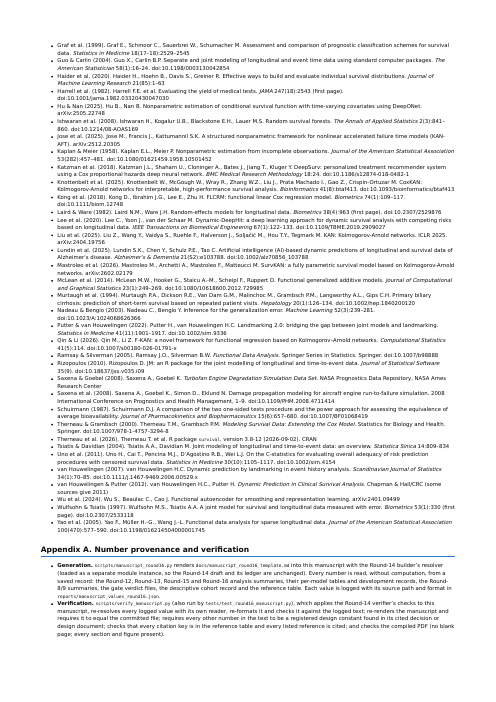 • Graf et al. (1999). Graf E., Schmoor C., Sauerbrei W., Schumacher M. Assessment and comparison of prognostic classification schemes for survival
data. Statistics in Medicine 18(17–18):2529–2545
• Guo & Carlin (2004). Guo X., Carlin B.P. Separate and joint modeling of longitudinal and event time data using standard computer packages. The
American Statistician 58(1):16–24. doi:10.1198/0003130042854
• Haider et al. (2020). Haider H., Hoehn B., Davis S., Greiner R. Effective ways to build and evaluate individual survival distributions. Journal of
Machine Learning Research 21(85):1–63
• Harrell et al. (1982). Harrell F.E. et al. Evaluating the yield of medical tests. JAMA 247(18):2543 (first page).
doi:10.1001/jama.1982.03320430047030
• Hu & Nan (2025). Hu B., Nan B. Nonparametric estimation of conditional survival function with time-varying covariates using DeepONet.
arXiv:2505.22748
• Ishwaran et al. (2008). Ishwaran H., Kogalur U.B., Blackstone E.H., Lauer M.S. Random survival forests. The Annals of Applied Statistics 2(3):841–
860. doi:10.1214/08-AOAS169
• Jose et al. (2025). Jose M., Francis J., Kattumannil S.K. A structured nonparametric framework for nonlinear accelerated failure time models (KAN-
AFT). arXiv:2512.20305
• Kaplan & Meier (1958). Kaplan E.L., Meier P. Nonparametric estimation from incomplete observations. Journal of the American Statistical Association
53(282):457–481. doi:10.1080/01621459.1958.10501452
• Katzman et al. (2018). Katzman J.L., Shaham U., Cloninger A., Bates J., Jiang T., Kluger Y. DeepSurv: personalized treatment recommender system
using a Cox proportional hazards deep neural network. BMC Medical Research Methodology 18:24. doi:10.1186/s12874-018-0482-1
• Knottenbelt et al. (2025). Knottenbelt W., McGough W., Wray R., Zhang W.Z., Liu J., Prata Machado I., Gao Z., Crispin-Ortuzar M. CoxKAN:
Kolmogorov-Arnold networks for interpretable, high-performance survival analysis. Bioinformatics 41(8):btaf413. doi:10.1093/bioinformatics/btaf413
• Kong et al. (2018). Kong D., Ibrahim J.G., Lee E., Zhu H. FLCRM: functional linear Cox regression model. Biometrics 74(1):109–117.
doi:10.1111/biom.12748
• Laird & Ware (1982). Laird N.M., Ware J.H. Random-effects models for longitudinal data. Biometrics 38(4):963 (first page). doi:10.2307/2529876
• Lee et al. (2020). Lee C., Yoon J., van der Schaar M. Dynamic-DeepHit: a deep learning approach for dynamic survival analysis with competing risks
based on longitudinal data. IEEE Transactions on Biomedical Engineering 67(1):122–133. doi:10.1109/TBME.2019.2909027
• Liu et al. (2025). Liu Z., Wang Y., Vaidya S., Ruehle F., Halverson J., Soljačić M., Hou T.Y., Tegmark M. KAN: Kolmogorov-Arnold networks. ICLR 2025.
arXiv:2404.19756
• Lundin et al. (2025). Lundin S.K., Chen Y., Schulz P.E., Tao C. Artificial intelligence (AI)-based dynamic predictions of longitudinal and survival data of
Alzheimer's disease. Alzheimer's & Dementia 21(S2):e103788. doi:10.1002/alz70856_103788
• Mastroleo et al. (2026). Mastroleo M., Archetti A., Mastroleo F., Matteucci M. SurvKAN: a fully parametric survival model based on Kolmogorov-Arnold
networks. arXiv:2602.02179
• McLean et al. (2014). McLean M.W., Hooker G., Staicu A.-M., Scheipl F., Ruppert D. Functional generalized additive models. Journal of Computational
and Graphical Statistics 23(1):249–269. doi:10.1080/10618600.2012.729985
• Murtaugh et al. (1994). Murtaugh P.A., Dickson E.R., Van Dam G.M., Malinchoc M., Grambsch P.M., Langworthy A.L., Gips C.H. Primary biliary
cirrhosis: prediction of short-term survival based on repeated patient visits. Hepatology 20(1):126–134. doi:10.1002/hep.1840200120
• Nadeau & Bengio (2003). Nadeau C., Bengio Y. Inference for the generalization error. Machine Learning 52(3):239–281.
doi:10.1023/A:1024068626366
• Putter & van Houwelingen (2022). Putter H., van Houwelingen H.C. Landmarking 2.0: bridging the gap between joint models and landmarking.
Statistics in Medicine 41(11):1901–1917. doi:10.1002/sim.9336
• Qin & Li (2026). Qin M., Li Z. F-KAN: a novel framework for functional regression based on Kolmogorov-Arnold networks. Computational Statistics
41(5):114. doi:10.1007/s00180-026-01791-x
• Ramsay & Silverman (2005). Ramsay J.O., Silverman B.W. Functional Data Analysis. Springer Series in Statistics. Springer. doi:10.1007/b98888
• Rizopoulos (2010). Rizopoulos D. JM: an R package for the joint modelling of longitudinal and time-to-event data. Journal of Statistical Software
35(9). doi:10.18637/jss.v035.i09
• Saxena & Goebel (2008). Saxena A., Goebel K. Turbofan Engine Degradation Simulation Data Set. NASA Prognostics Data Repository, NASA Ames
Research Center
• Saxena et al. (2008). Saxena A., Goebel K., Simon D., Eklund N. Damage propagation modeling for aircraft engine run-to-failure simulation. 2008
International Conference on Prognostics and Health Management, 1–9. doi:10.1109/PHM.2008.4711414
• Schuirmann (1987). Schuirmann D.J. A comparison of the two one-sided tests procedure and the power approach for assessing the equivalence of
average bioavailability. Journal of Pharmacokinetics and Biopharmaceutics 15(6):657–680. doi:10.1007/BF01068419
• Therneau & Grambsch (2000). Therneau T.M., Grambsch P.M. Modeling Survival Data: Extending the Cox Model. Statistics for Biology and Health.
Springer. doi:10.1007/978-1-4757-3294-8
• Therneau et al. (2026). Therneau T. et al. R package survival, version 3.8-12 (2026-09-02). CRAN
• Tsiatis & Davidian (2004). Tsiatis A.A., Davidian M. Joint modeling of longitudinal and time-to-event data: an overview. Statistica Sinica 14:809–834
• Uno et al. (2011). Uno H., Cai T., Pencina M.J., D'Agostino R.B., Wei L.J. On the C-statistics for evaluating overall adequacy of risk prediction
procedures with censored survival data. Statistics in Medicine 30(10):1105–1117. doi:10.1002/sim.4154
• van Houwelingen (2007). van Houwelingen H.C. Dynamic prediction by landmarking in event history analysis. Scandinavian Journal of Statistics
34(1):70–85. doi:10.1111/j.1467-9469.2006.00529.x
• van Houwelingen & Putter (2012). van Houwelingen H.C., Putter H. Dynamic Prediction in Clinical Survival Analysis. Chapman & Hall/CRC (some
sources give 2011)
• Wu et al. (2024). Wu S., Beaulac C., Cao J. Functional autoencoder for smoothing and representation learning. arXiv:2401.09499
• Wulfsohn & Tsiatis (1997). Wulfsohn M.S., Tsiatis A.A. A joint model for survival and longitudinal data measured with error. Biometrics 53(1):330 (first
page). doi:10.2307/2533118
• Yao et al. (2005). Yao F., Müller H.-G., Wang J.-L. Functional data analysis for sparse longitudinal data. Journal of the American Statistical Association
100(470):577–590. doi:10.1198/016214504000001745
Appendix A. Number provenance and verification
• Generation. scripts/manuscript_round16.py renders docs/manuscript_round16_template.md into this manuscript with the Round-14 builder's resolver
(loaded as a separate module instance, so the Round-14 draft and its ledger are unchanged). Every number is read, without computation, from a
saved record: the Round-12, Round-13, Round-15 and Round-16 analysis summaries, their per-model tables and development records, the Round-
8/9 summaries, the gate verdict files, the descriptive cohort record and the reference table. Each value is logged with its source path and format in
reports/manuscript_values_round16.json.
• Verification. scripts/verify_manuscript.py (also run by tests/test_round16_manuscript.py), which applies the Round-14 verifier's checks to this
manuscript, re-resolves every logged value with its own reader, re-formats it and checks it against the logged text; re-renders the manuscript and
requires it to equal the committed file; requires every other number in the text to be a registered design constant found in its cited decision or
design document; checks that every citation key is in the reference table and every listed reference is cited; and checks the compiled PDF (no blank
page; every section and figure present).